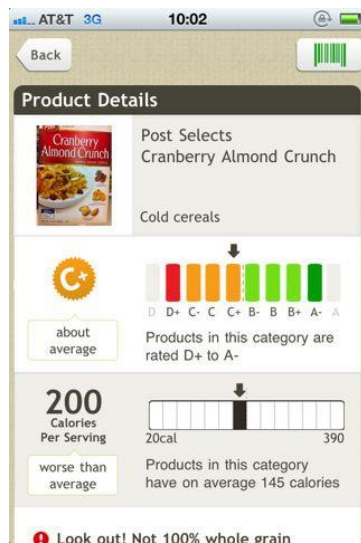 AT&T 3G 10:02
Back
Product Details
Cranberry
Almond Crunch
Post Selects
Cranberry Almond Crunch
Cold cereals
C+
about
average
D D+ C- C C+ B- B B+ A- A
Products in this category are
rated D+ to A-
200
Calories
Per Serving
worse than
average
20cal 390
Products in this category
have on average 145 calories
Look out! Not 100% whole grain